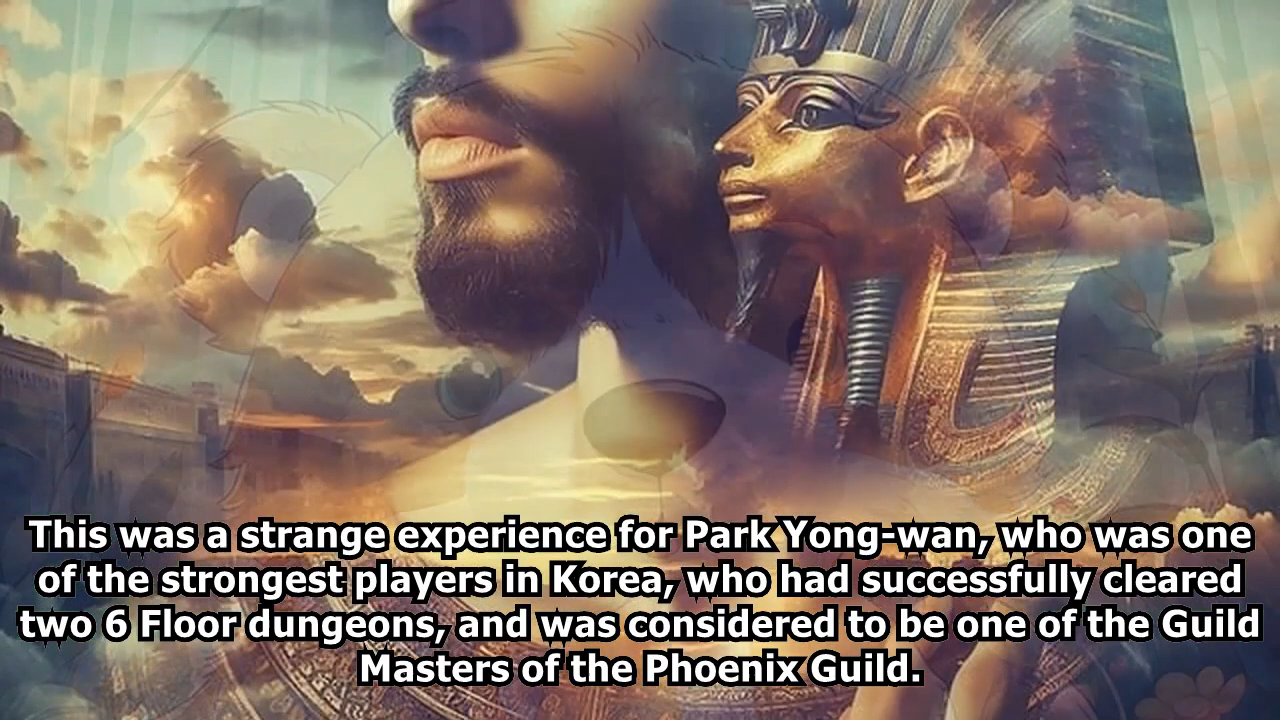 This was a strange experience for Park Yong-wan, who was one
of the strongest players in Korea, who had successfully cleared
two 6 Floor dungeons, and was considered to be one of the Guild
Masters of the Phoenix Guild.